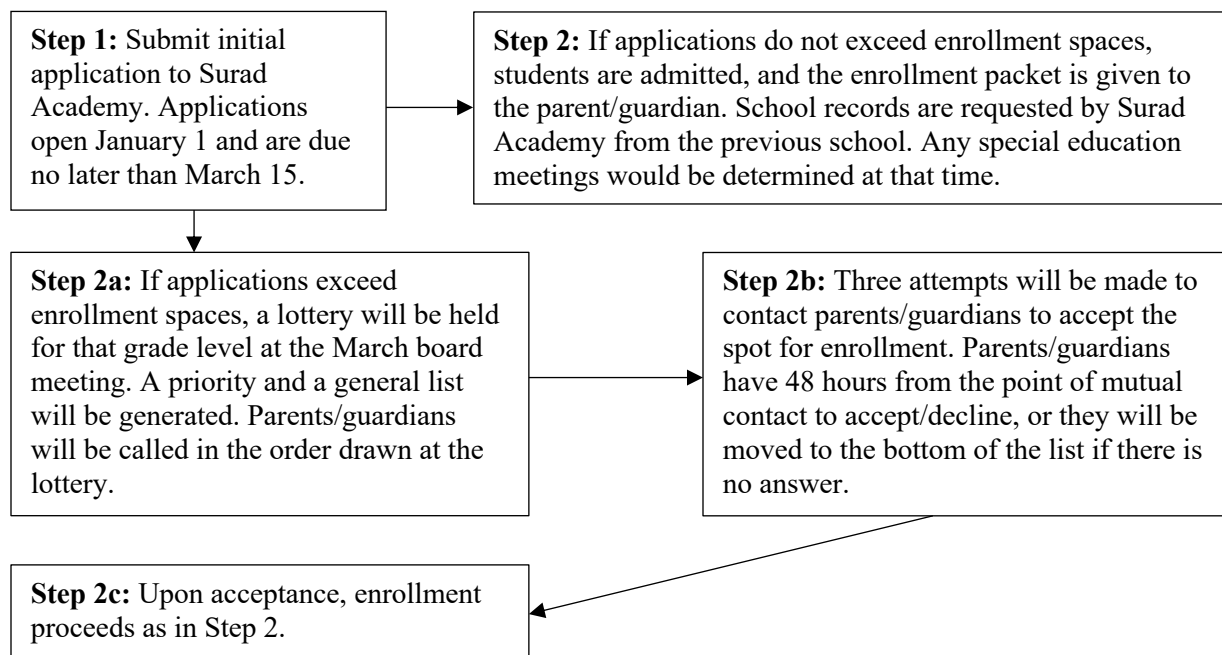 Step 1: Submit initial
application to Surad
Academy. Applications
open January 1 and are due
no later than March 15.
Step 2: If applications do not exceed enrollment spaces,
students are admitted, and the enrollment packet is given to
the parent/guardian. School records are requested by Surad
Academy from the previous school. Any special education
meetings would be determined at that time.
Step 2a: If applications exceed
enrollment spaces, a lottery will be held
for that grade level at the March board
meeting. A priority and a general list
will be generated. Parents/guardians
will be called in the order drawn at the
lottery.
Step 2b: Three attempts will be made to
contact parents/guardians to accept the
spot for enrollment. Parents/guardians
have 48 hours from the point of mutual
contact to accept/decline, or they will be
moved to the bottom of the list if there is
no answer.
Step 2c: Upon acceptance, enrollment
proceeds as in Step 2.